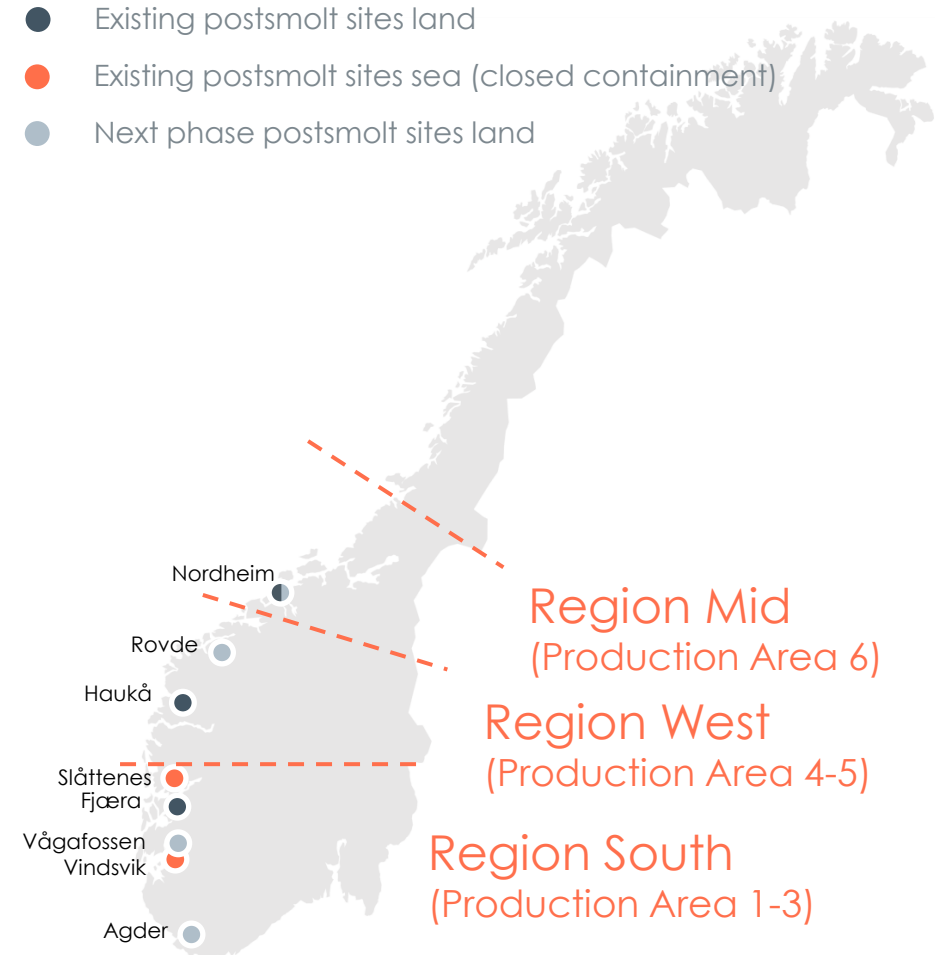 Existing postsmolt sites land
Existing postsmolt sites sea (closed containment)
Next phase postsmolt sites land
Nordheim
Region Mid
(Production Area 6)
Rovde
Haukå
Region West
(Production Area 4-5)
Slåttenes
Fjæra
Vågafossen
Vindsvik
Region South
(Production Area 1-3)
Agder